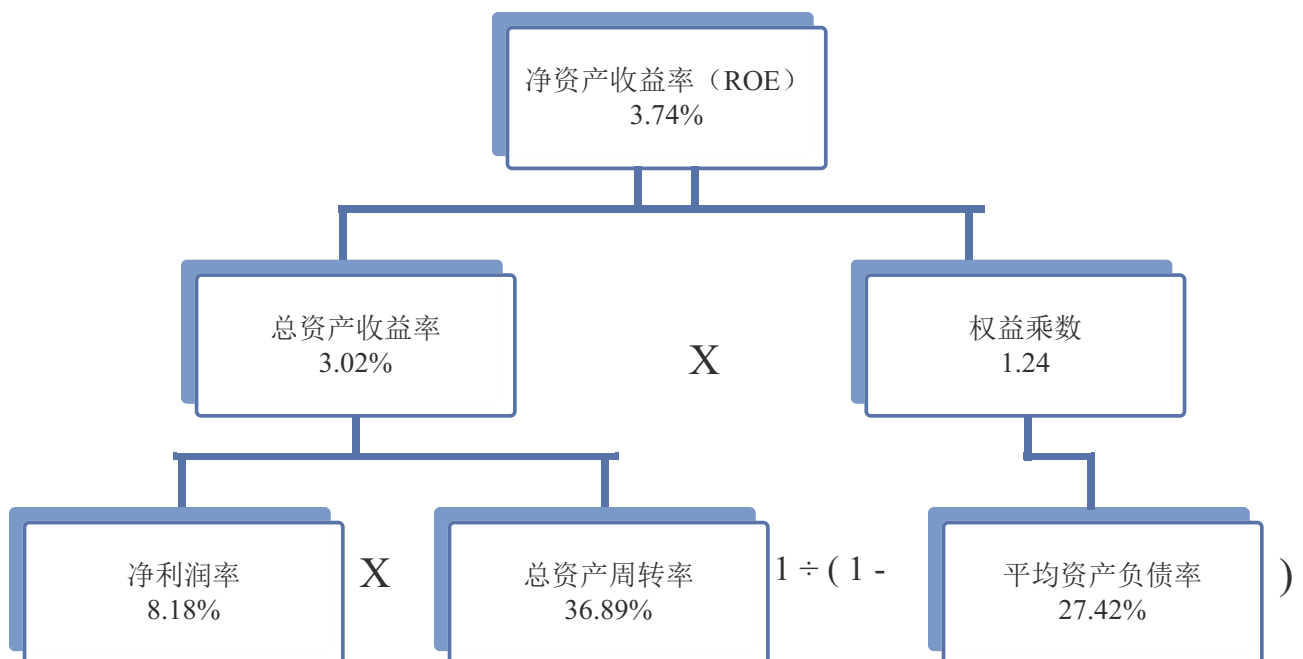 净资产收益率（ROE）
3.74%
总资产收益率
3.02%
X
权益乘数
1.24
净利润率
8.18%
X
总资产周转率
36.89%
1 ÷ ( 1 -
平均资产负债率
27.42%
)